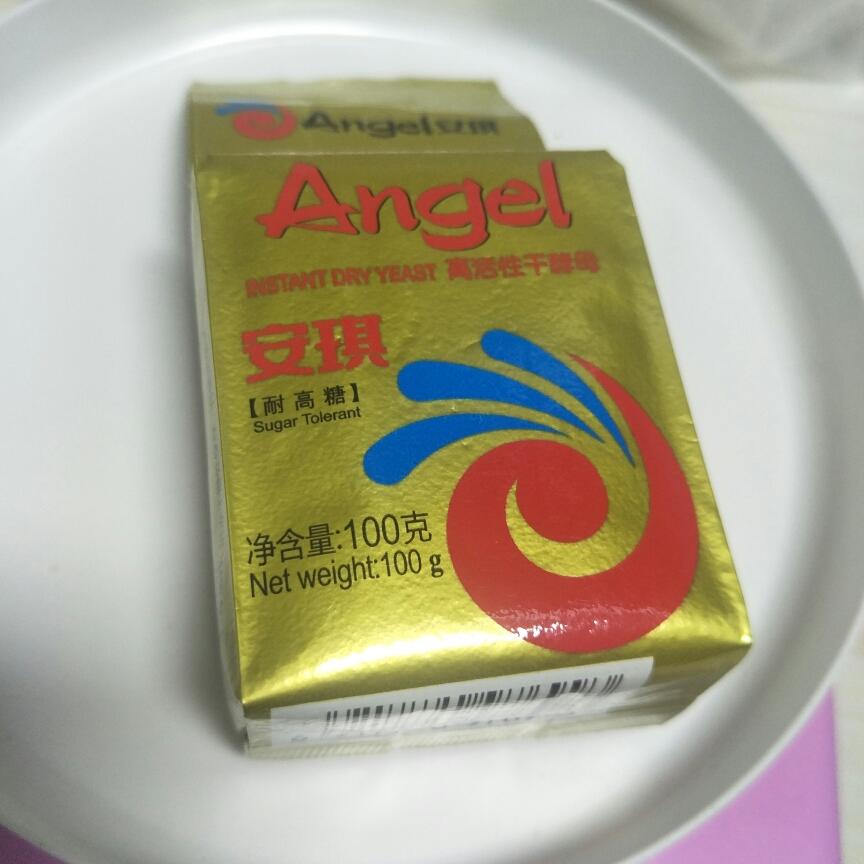 Angel安琪
Angel
INSTANT DRY YEAST 高活性干酵母
安琪
【耐高糖】
Sugar Tolerant
净含量:100克
Net weight:100 g